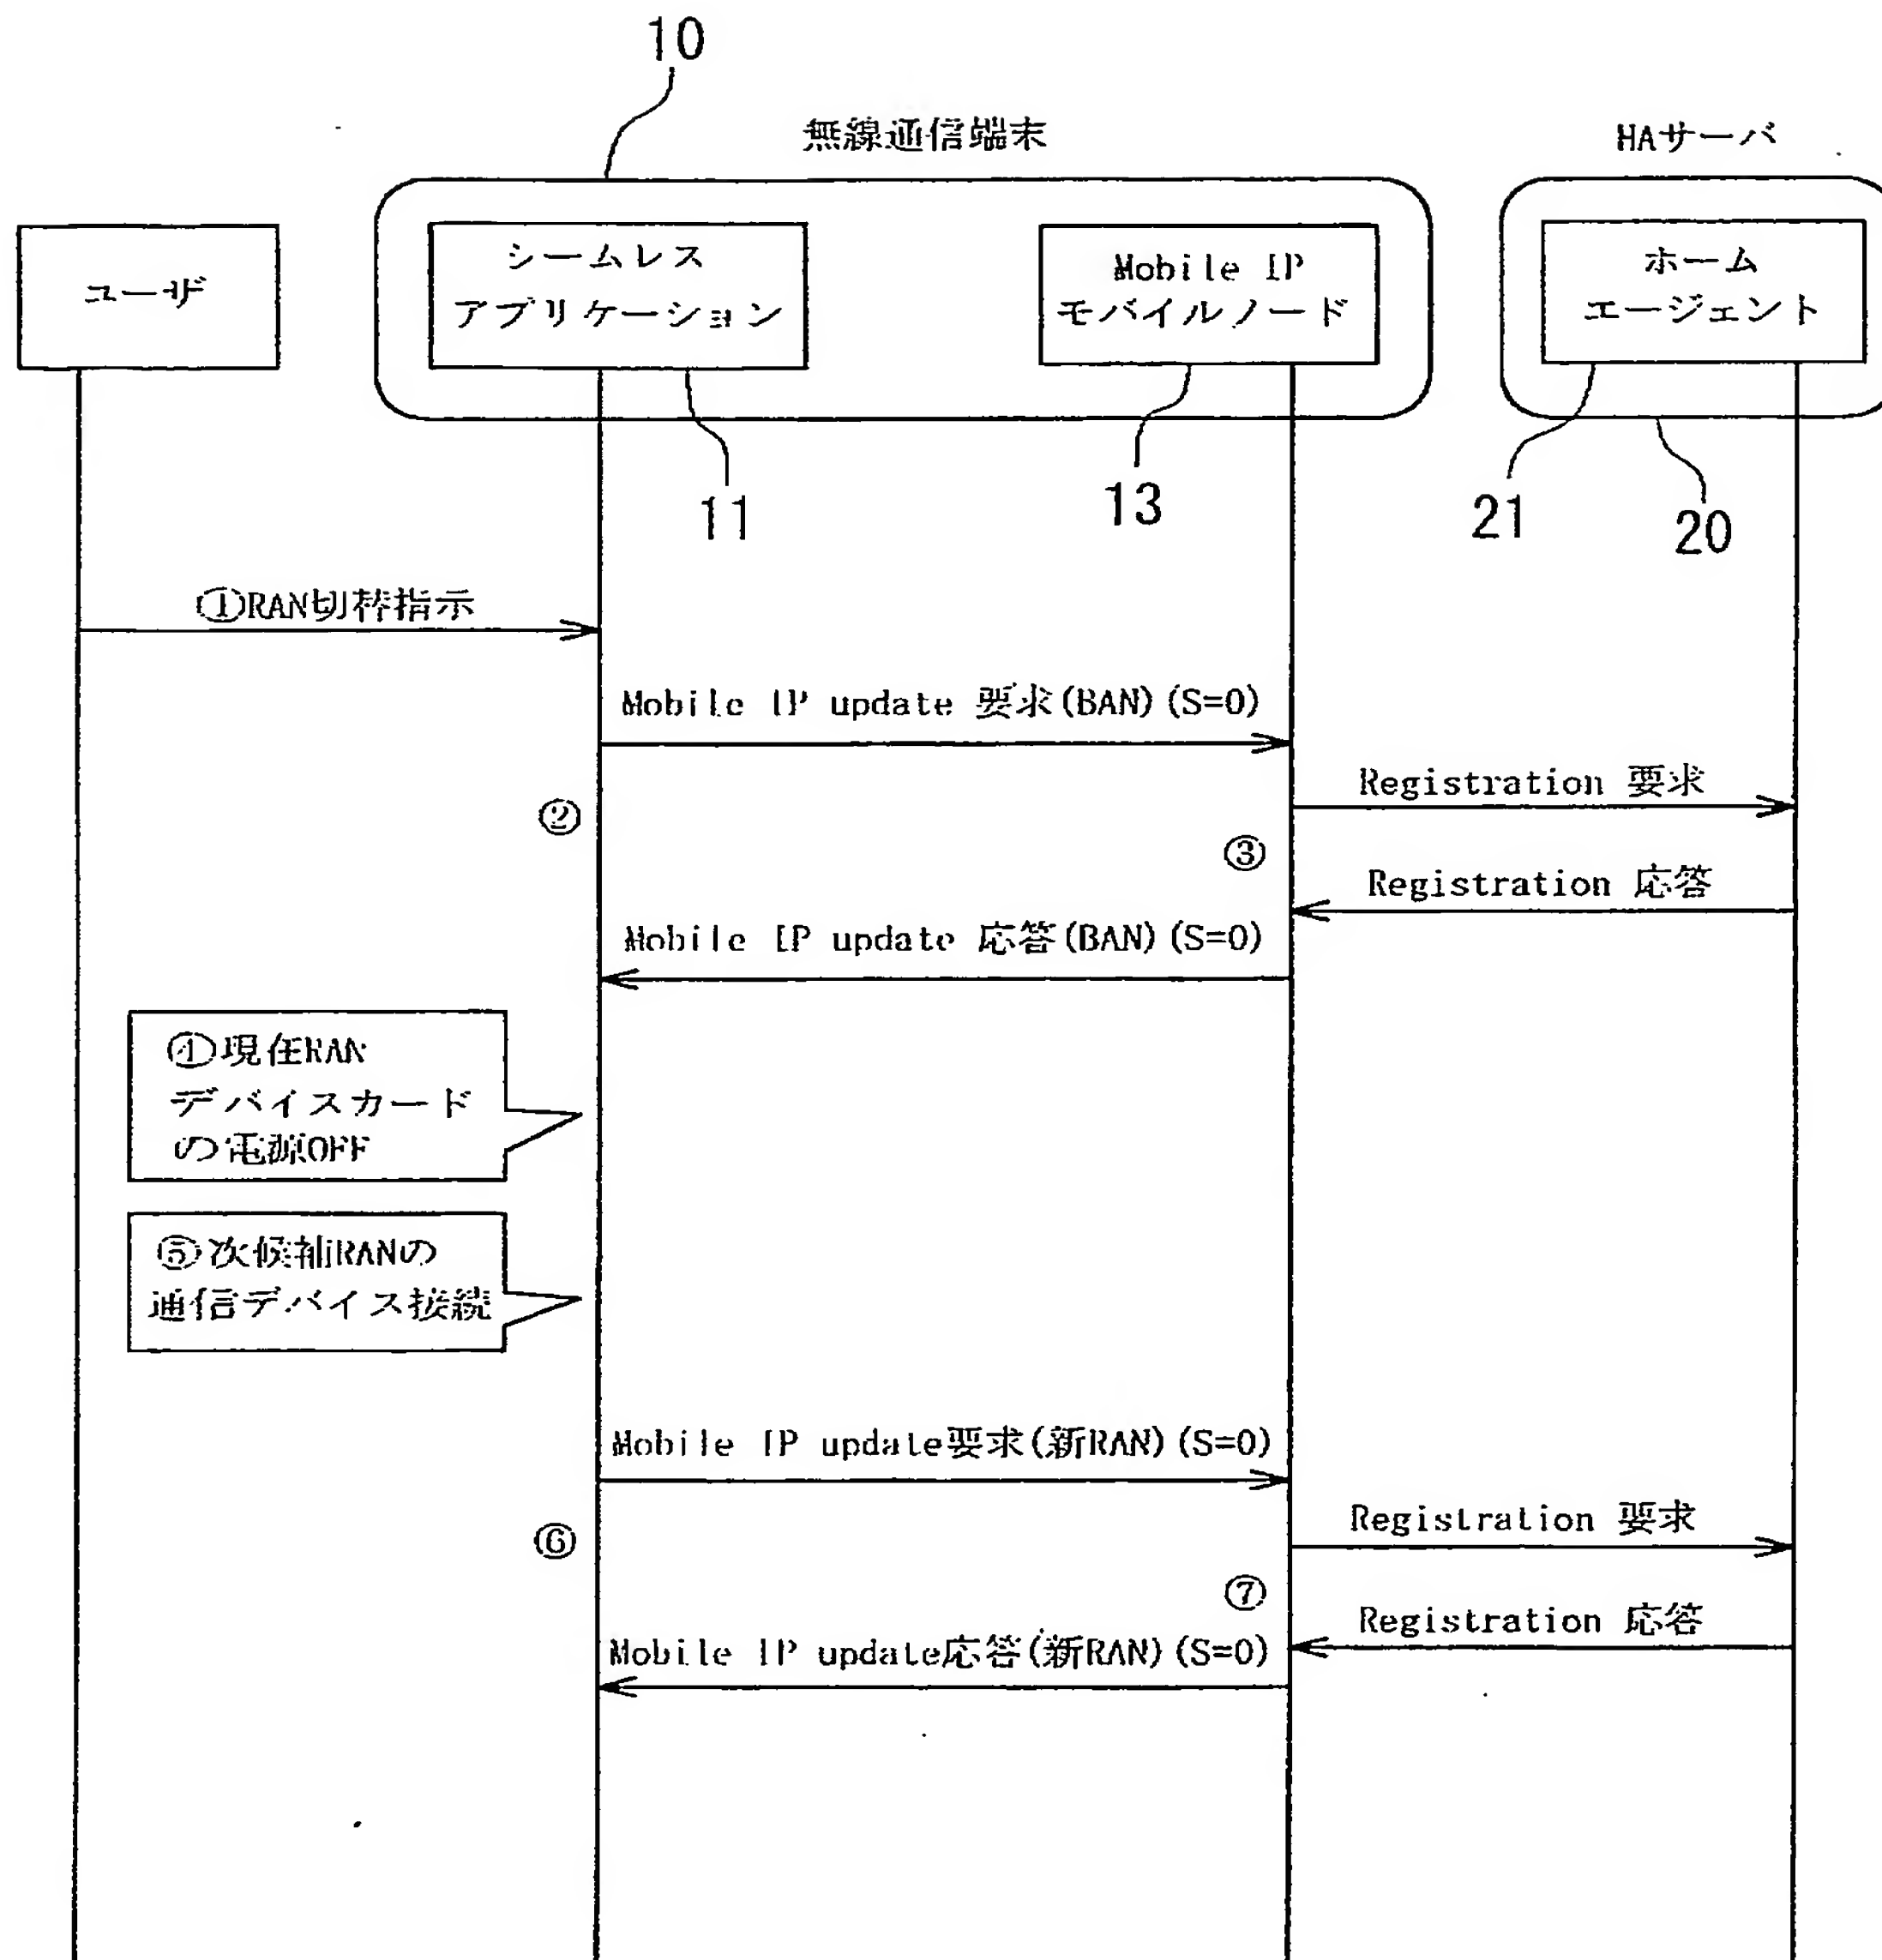 10
無線通信端末
HAサーバ
ユーザ
シームレス
アプリケーション
Mobile IP
モバイルノード
ホーム
エージェント
11
13
21
20
①RAN切替指示
Mobile IP update 要求(BAN)(S=0)
Registration 要求
②
③
Registration 応答
Mobile IP update 応答(BAN)(S=0)
④現在RAN
デバイスカード
の電源OFF
⑤次候補RANの
通信デバイス接続
Mobile IP update要求(新RAN)(S=0)
Registration 要求
⑥
⑦
Registration 応答
Mobile IP update応答(新RAN)(S=0)